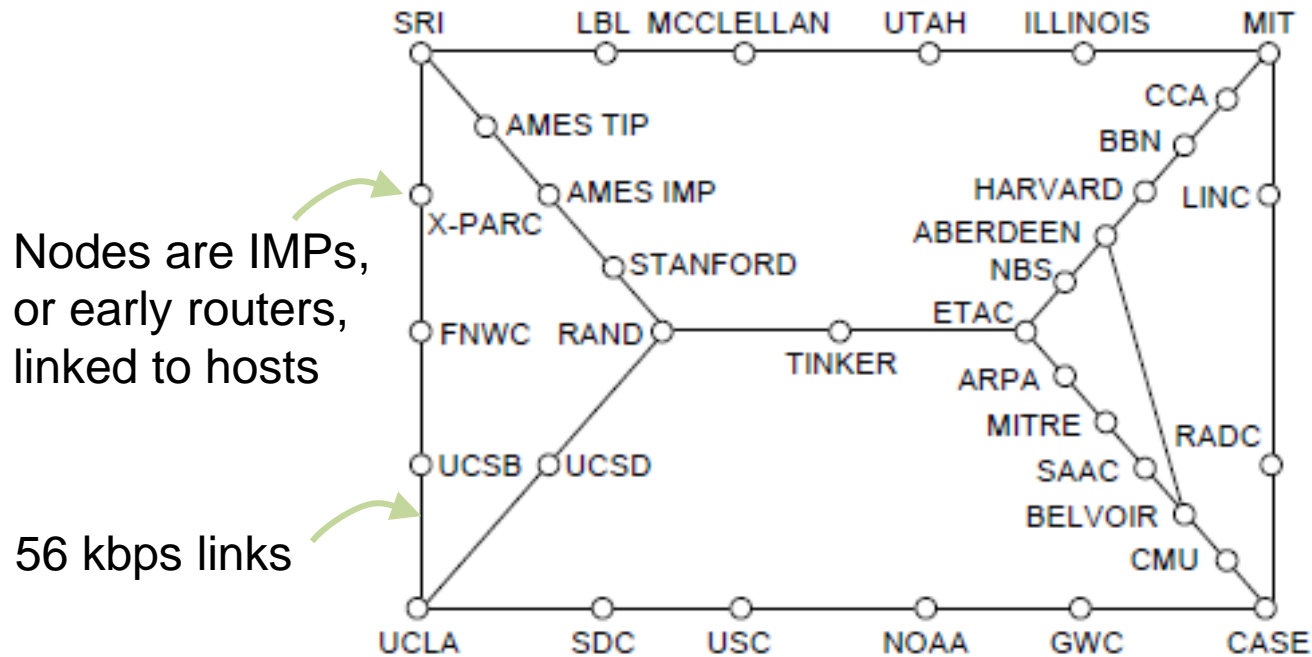 SRI LBL MCCLELLAN UTAH ILLINOIS MIT
CCA
AMES TIP
BBN
AMES IMP
HARVARD
LINC
X-PARC
Nodes are IMPs,
or early routers,
linked to hosts
ABERDEEN
STANFORD
NBS
ETAC
FNWC
RAND
TINKER
ARPA
MITRE
RADC
UCSB
UCSD
SAAC
BELVOIR
56 kbps links
CMU
UCLA SDC USC NOAA GWC CASE